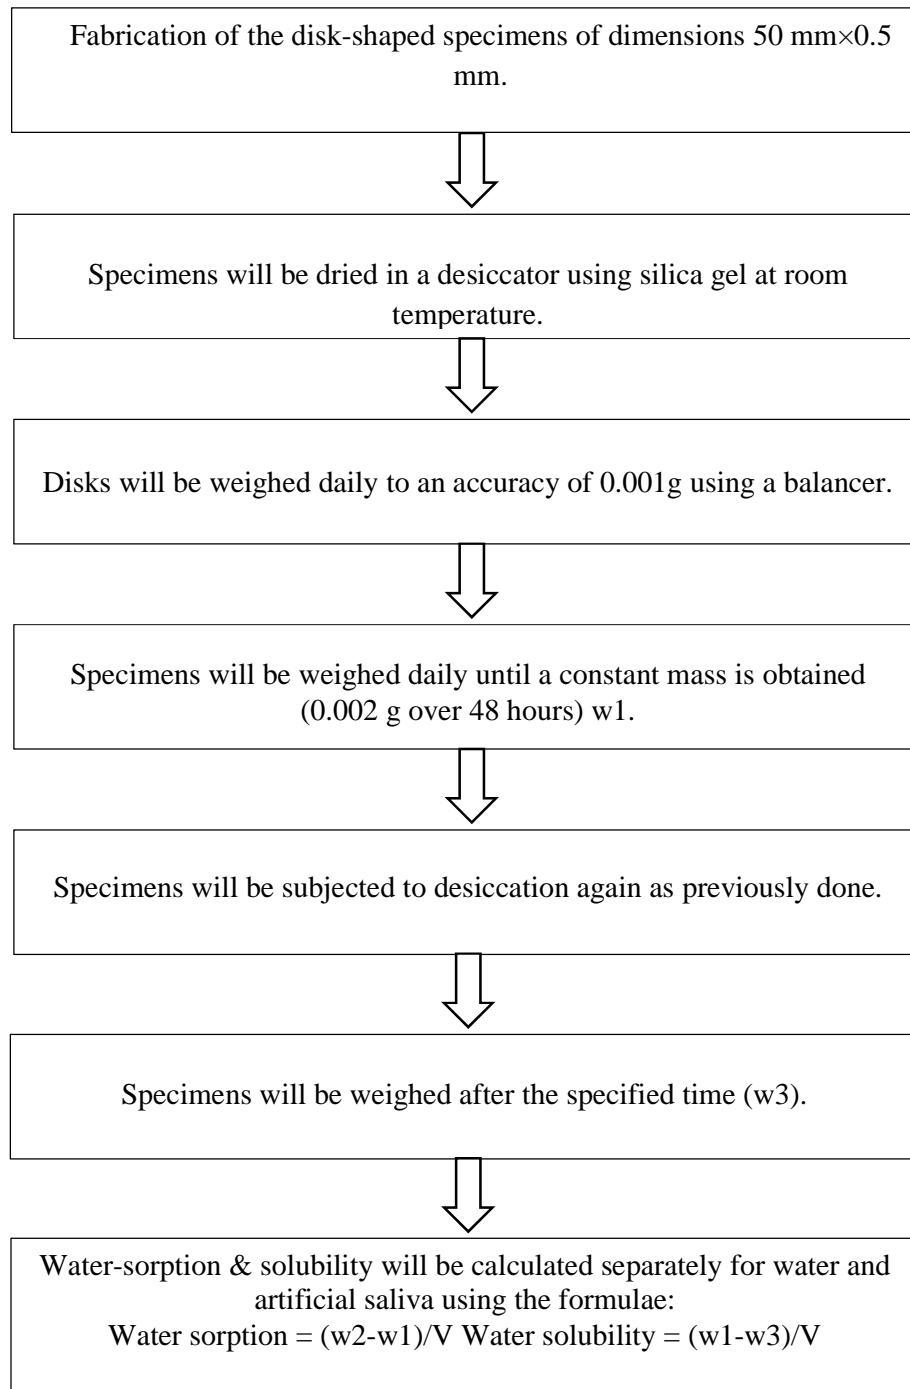 Fabrication of the disk-shaped specimens of dimensions 50 mm×0.5
mm.
Specimens will be dried in a desiccator using silica gel at room
temperature.
Disks will be weighed daily to an accuracy of 0.001g using a balancer.
Specimens will be weighed daily until a constant mass is obtained
(0.002 g over 48 hours) w1.
Specimens will be subjected to desiccation again as previously done.
Specimens will be weighed after the specified time (w3).
Water-sorption & solubility will be calculated separately for water and
artificial saliva using the formulae:
Water sorption = (w2-w1)/V Water solubility = (w1-w3)/V